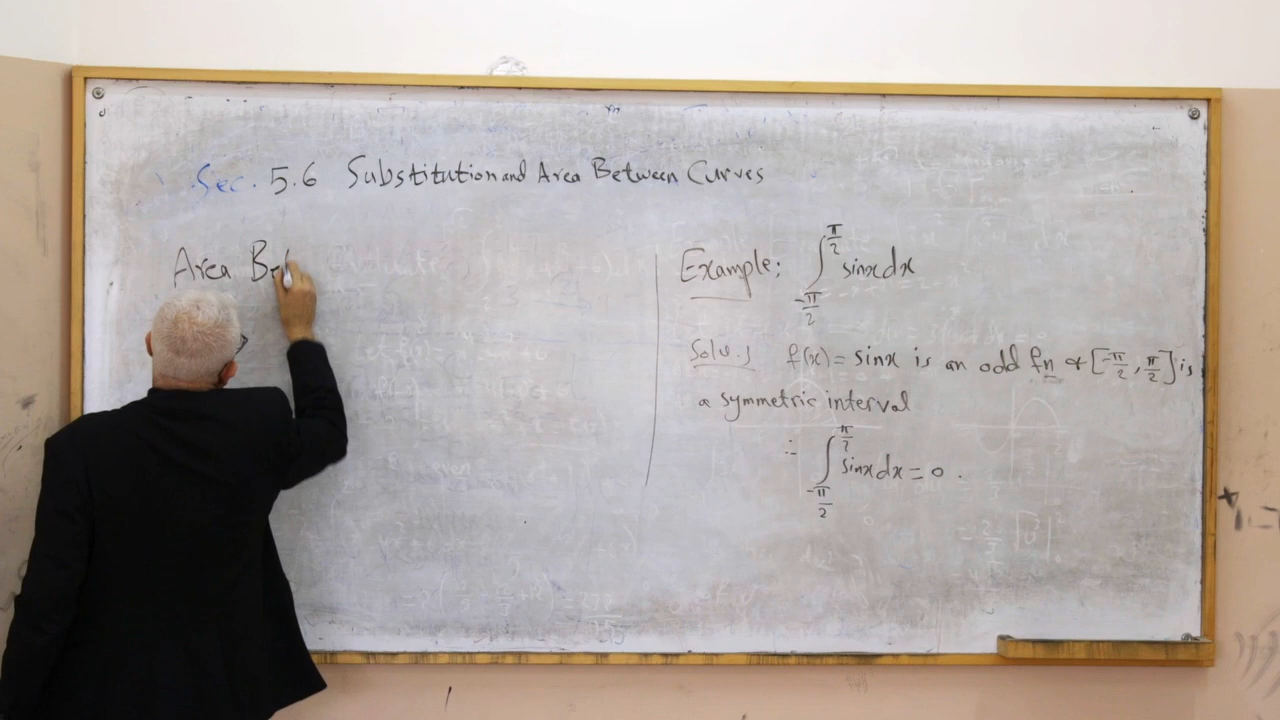 Sec. 5.6 Substitution and Area Between Curves
Area Bet
Example: ∫_{-π/2}^{π/2} sinx dx
Solu.: f(x) = sinx is an odd fn & [-π/2, π/2] is
a symmetric interval
∴ ∫_{-π/2}^{π/2} sinx dx = 0.